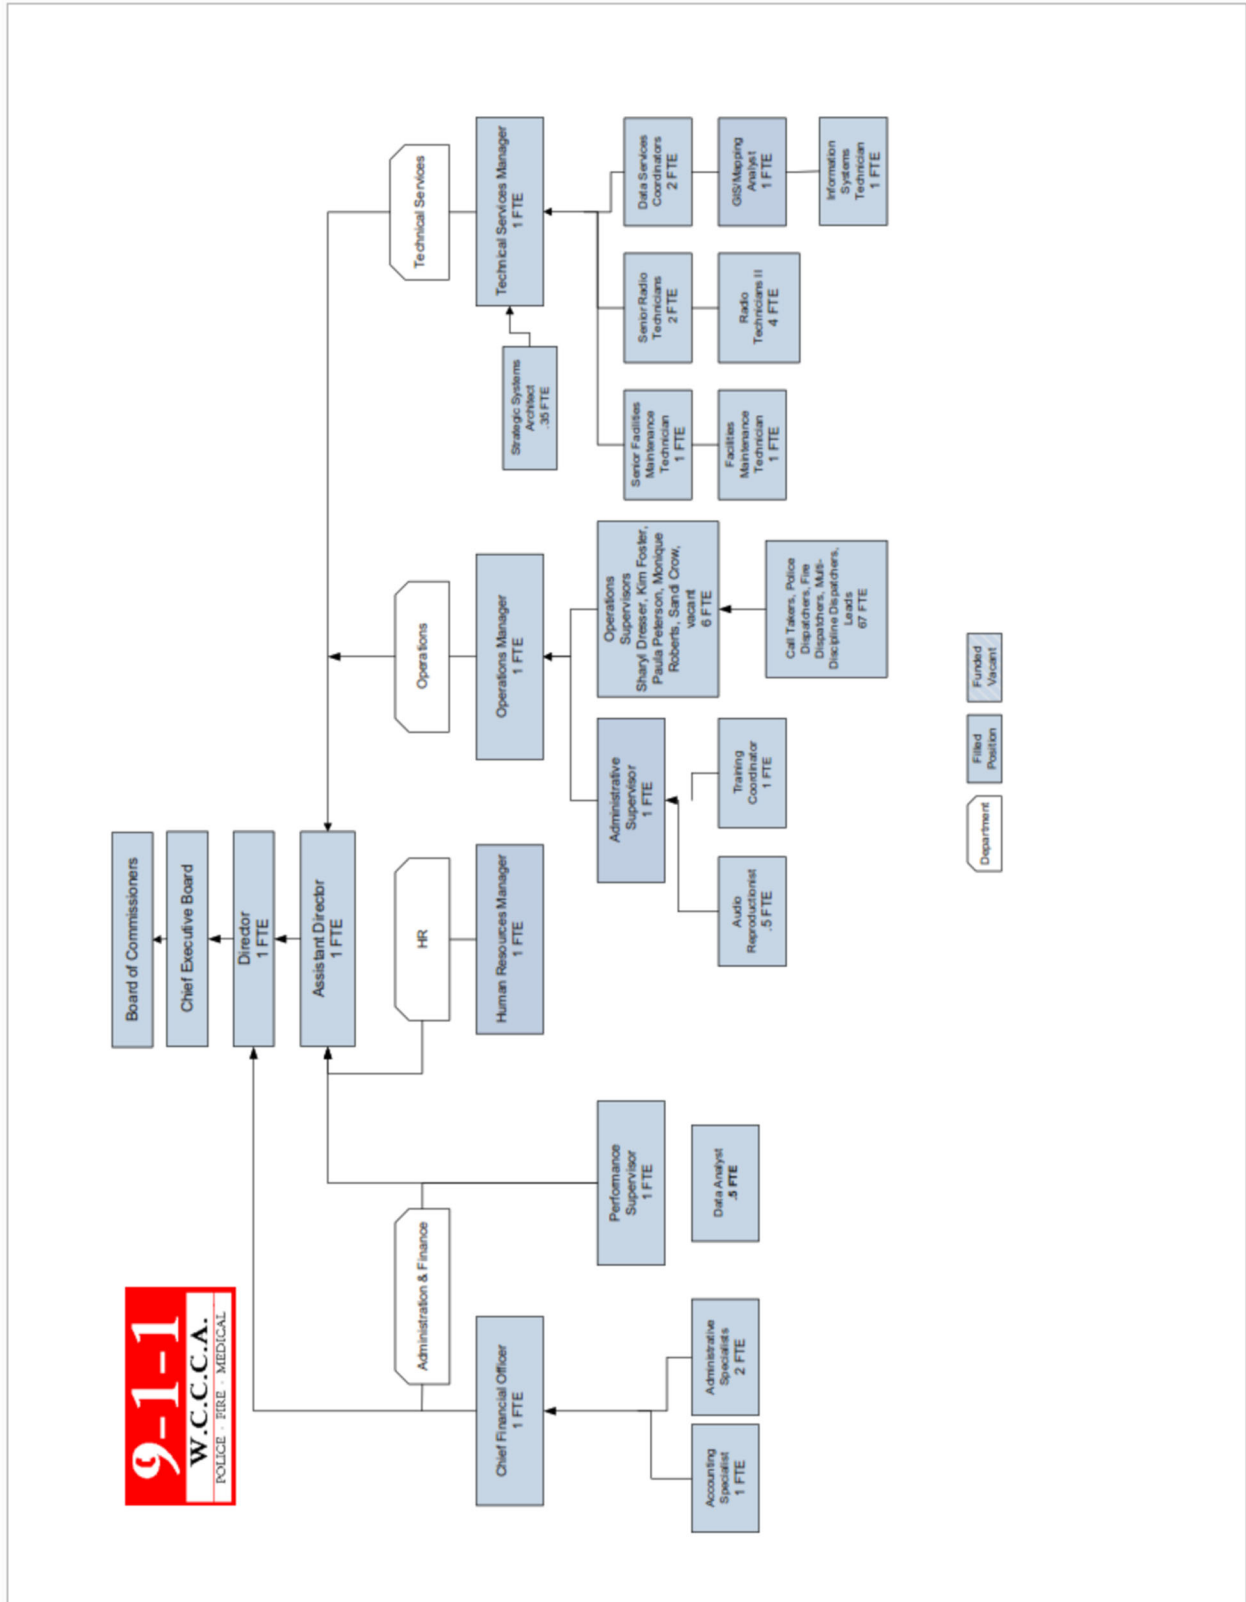 9-1-1
W.C.C.C.A.
POLICE · FIRE · MEDICAL
Board of Commissioners
Chief Executive Board
Director
1 FTE
Assistant Director
1 FTE
Administration & Finance
HR
Operations
Technical Services
Chief Financial Officer
1 FTE
Human Resources Manager
1 FTE
Operations Manager
1 FTE
Technical Services Manager
1 FTE
Strategic Systems
Architect
.35 FTE
Performance
Supervisor
1 FTE
Administrative
Supervisor
1 FTE
Operations
Supervisors
Sharyl Dresser, Kim Foster,
Paula Peterson, Monique
Roberts, Sandi Crow,
vacant
6 FTE
Senior Facilities
Maintenance
Technician
1 FTE
Senior Radio
Technicians
2 FTE
Data Services
Coordinators
2 FTE
Accounting
Specialist
1 FTE
Administrative
Specialists
2 FTE
Data Analyst
.5 FTE
Audio
Reproductionist
.5 FTE
Training
Coordinator
1 FTE
Call Takers, Police
Dispatchers, Fire
Dispatchers, Multi-
Discipline Dispatchers,
Leads
67 FTE
Facilities
Maintenance
Technician
1 FTE
Radio
Technicians II
4 FTE
GIS/Mapping
Analyst
1 FTE
Information
Systems
Technician
1 FTE
Department
Filled
Position
Funded
Vacant